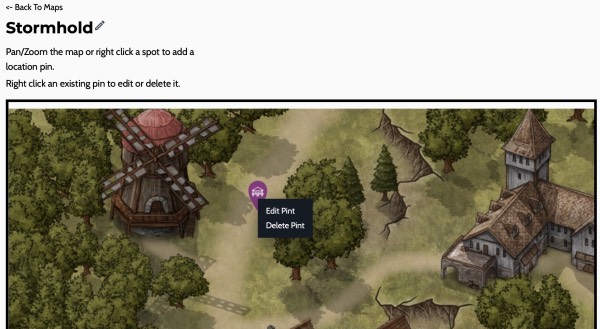 <- Back To Maps
Stormhold
Pan/Zoom the map or right click a spot to add a
location pin.
Right click an existing pin to edit or delete it.
Edit Pint
Delete Pint